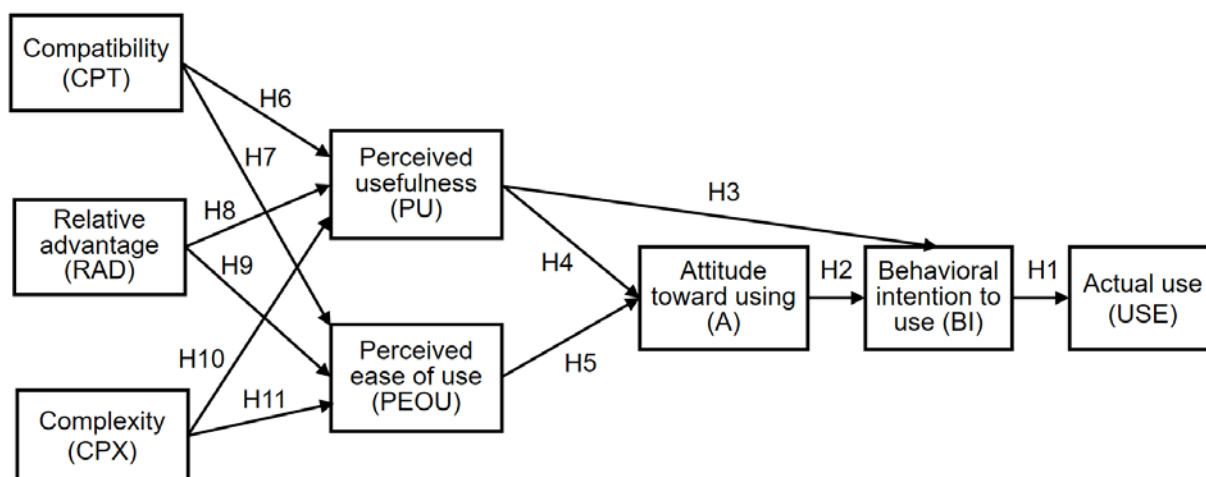 Compatibility
(CPT)
H6
H7
Perceived
usefulness
(PU)
H3
Relative
advantage
(RAD)
H8
H9
H4
Attitude
toward using
(A)
H2
Behavioral
intention to
use (BI)
H1
Actual use
(USE)
H10
H11
Perceived
ease of use
(PEOU)
H5
Complexity
(CPX)